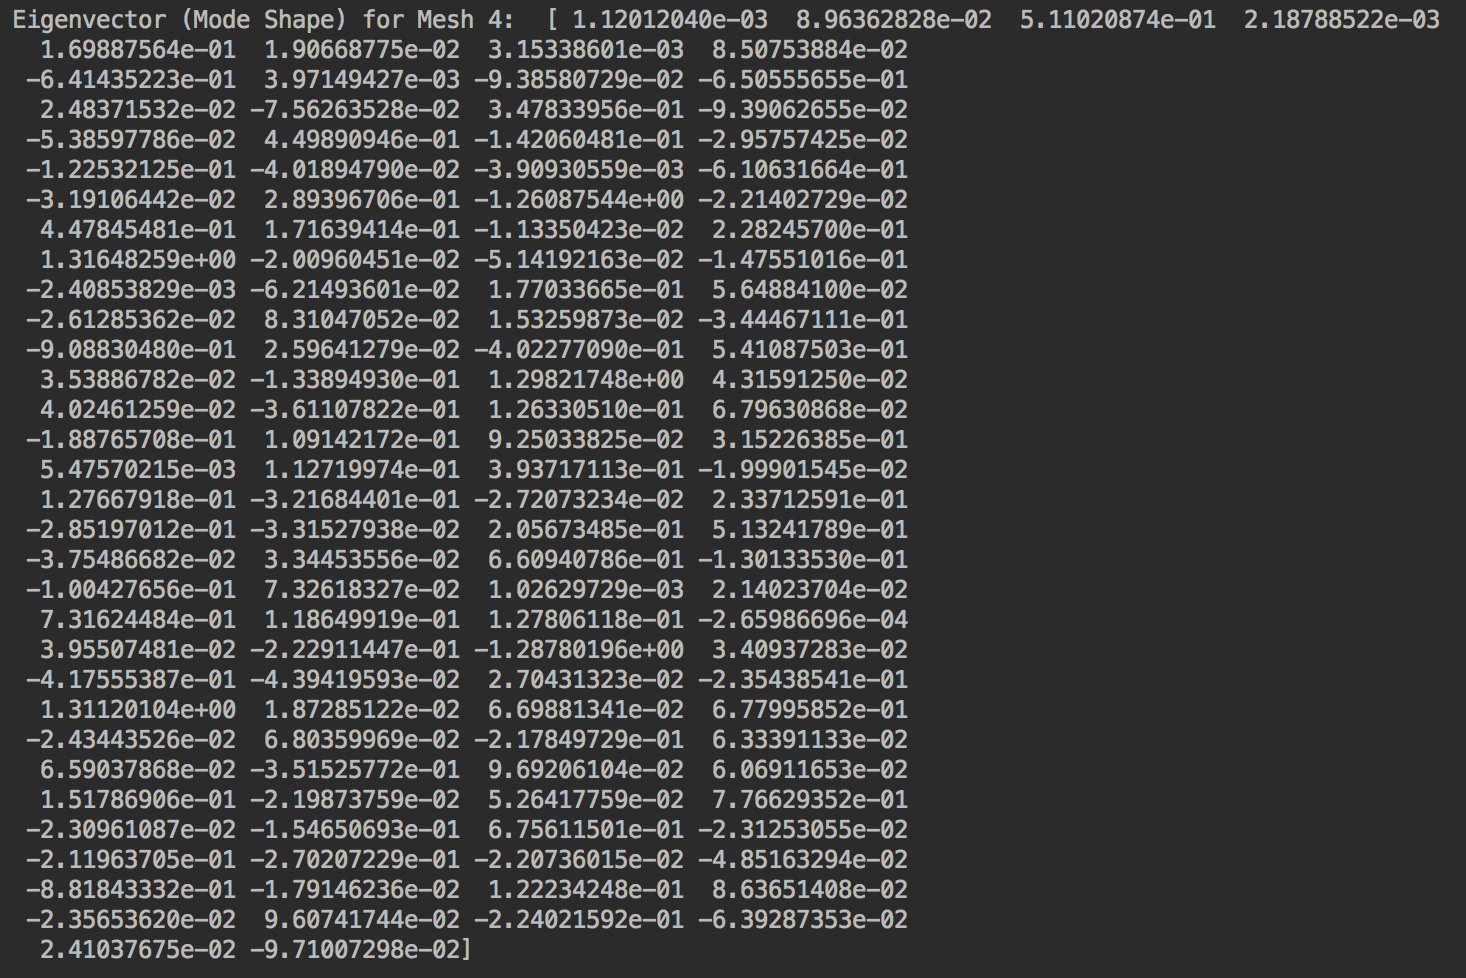 Eigenvector (Mode Shape) for Mesh 4:  [ 1.12012040e-03  8.96362828e-02  5.11020874e-01  2.18788522e-03
  1.69887564e-01  1.90668775e-02  3.15338601e-03  8.50753884e-02
 -6.41435223e-01  3.97149427e-03 -9.38580729e-02 -6.50555655e-01
  2.48371532e-02 -7.56263528e-02  3.47833956e-01 -9.39062655e-02
 -5.38597786e-02  4.49890946e-01 -1.42060481e-01 -2.95757425e-02
 -1.22532125e-01 -4.01894790e-02 -3.90930559e-03 -6.10631664e-01
 -3.19106442e-02  2.89396706e-01 -1.26087544e+00 -2.21402729e-02
  4.47845481e-01  1.71639414e-01 -1.13350423e-02  2.28245700e-01
  1.31648259e+00 -2.00960451e-02 -5.14192163e-02 -1.47551016e-01
 -2.40853829e-03 -6.21493601e-02  1.77033665e-01  5.64884100e-02
 -2.61285362e-02  8.31047052e-02  1.53259873e-02 -3.44467111e-01
 -9.08830480e-01  2.59641279e-02 -4.02277090e-01  5.41087503e-01
  3.53886782e-02 -1.33894930e-01  1.29821748e+00  4.31591250e-02
  4.02461259e-02 -3.61107822e-01  1.26330510e-01  6.79630868e-02
 -1.88765708e-01  1.09142172e-01  9.25033825e-02  3.15226385e-01
  5.47570215e-03  1.12719974e-01  3.93717113e-01 -1.99901545e-02
  1.27667918e-01 -3.21684401e-01 -2.72073234e-02  2.33712591e-01
 -2.85197012e-01 -3.31527938e-02  2.05673485e-01  5.13241789e-01
 -3.75486682e-02  3.34453556e-02  6.60940786e-01 -1.30133530e-01
 -1.00427656e-01  7.32618327e-02  1.02629729e-03  2.14023704e-02
  7.31624484e-01  1.18649919e-01  1.27806118e-01 -2.65986696e-04
  3.95507481e-02 -2.22911447e-01 -1.28780196e+00  3.40937283e-02
 -4.17555387e-01 -4.39419593e-02  2.70431323e-02 -2.35438541e-01
  1.31120104e+00  1.87285122e-02  6.69881341e-02  6.77995852e-01
 -2.43443526e-02  6.80359969e-02 -2.17849729e-01  6.33391133e-02
  6.59037868e-02 -3.51525772e-01  9.69206104e-02  6.06911653e-02
  1.51786906e-01 -2.19873759e-02  5.26417759e-02  7.76629352e-01
 -2.30961087e-02 -1.54650693e-01  6.75611501e-01 -2.31253055e-02
 -2.11963705e-01 -2.70207229e-01 -2.20736015e-02 -4.85163294e-02
 -8.81843332e-01 -1.79146236e-02  1.22234248e-01  8.63651408e-02
 -2.35653620e-02  9.60741744e-02 -2.24021592e-01 -6.39287353e-02
  2.41037675e-02 -9.71007298e-02]